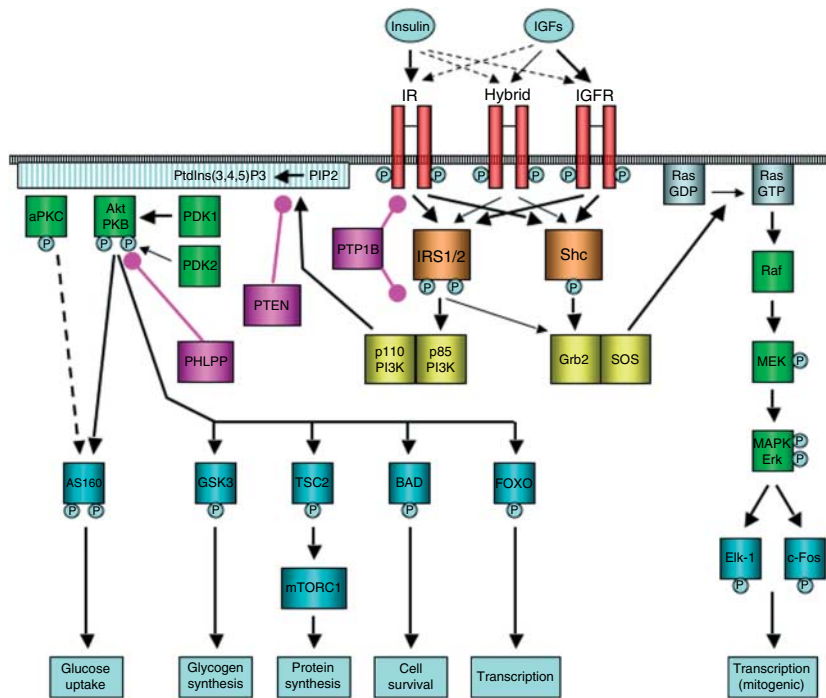 Insulin
IGFs
IR
Hybrid
IGFR
PtdIns(3,4,5)P3
PIP2
P
P
P
P
P
P
Ras
GDP
Ras
GTP
aPKC
P
Akt
PKB
P
P
PDK1
PDK2
PTP1B
IRS1/2
P
P
Shc
P
Raf
PTEN
PHLPP
p110
PI3K
p85
PI3K
Grb2
SOS
MEK
P
MAPK
Erk
P
P
AS160
P
P
GSK3
P
TSC2
P
BAD
P
FOXO
P
mTORC1
Elk-1
P
c-Fos
P
Glucose
uptake
Glycogen
synthesis
Protein
synthesis
Cell
survival
Transcription
Transcription
(mitogenic)